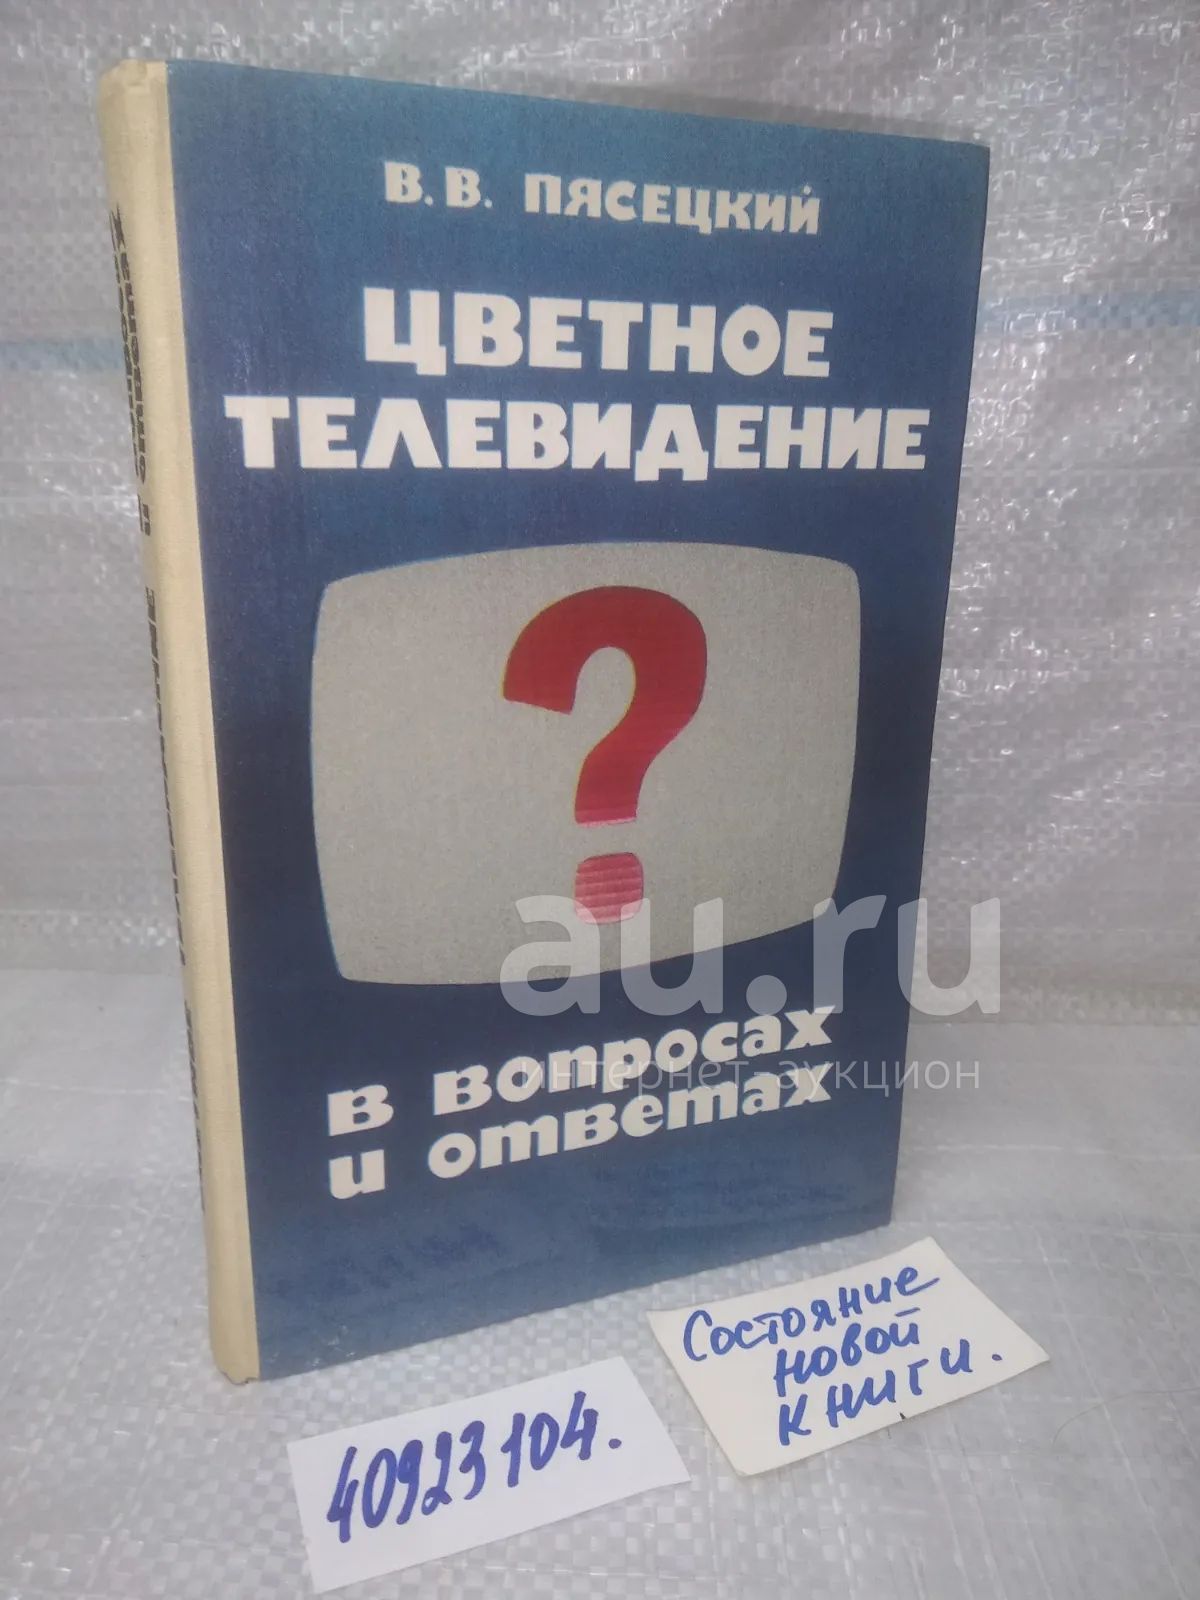 В. В. ПЯСЕЦКИЙ
ЦВЕТНОЕ
ТЕЛЕВИДЕНИЕ
?
au.ru
интернет-аукцион
в вопросах
и ответах
Состояние
новой
книги.
40923104.